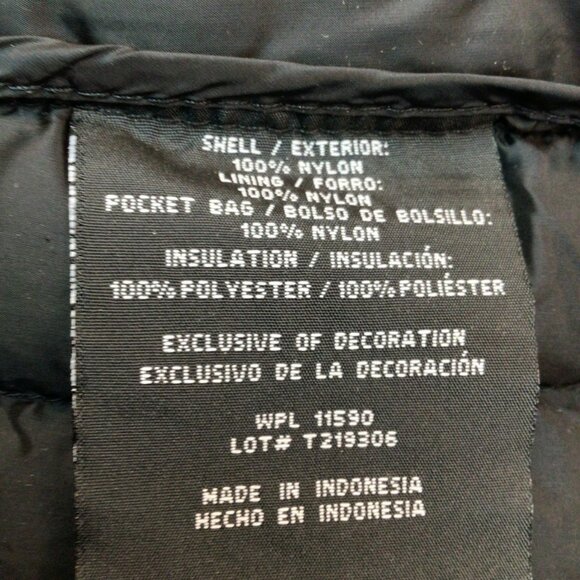 SHELL / EXTERIOR:
100% NYLON
LINING / FORRO:
100% NYLON
POCKET BAG / BOLSO DE BOLSILLO:
100% NYLON
INSULATION / INSULACIÓN:
100% POLYESTER / 100% POLIÉSTER
EXCLUSIVE OF DECORATION
EXCLUSIVO DE LA DECORACIÓN
WPL 11590
LOT# T219306
MADE IN INDONESIA
HECHO EN INDONESIA